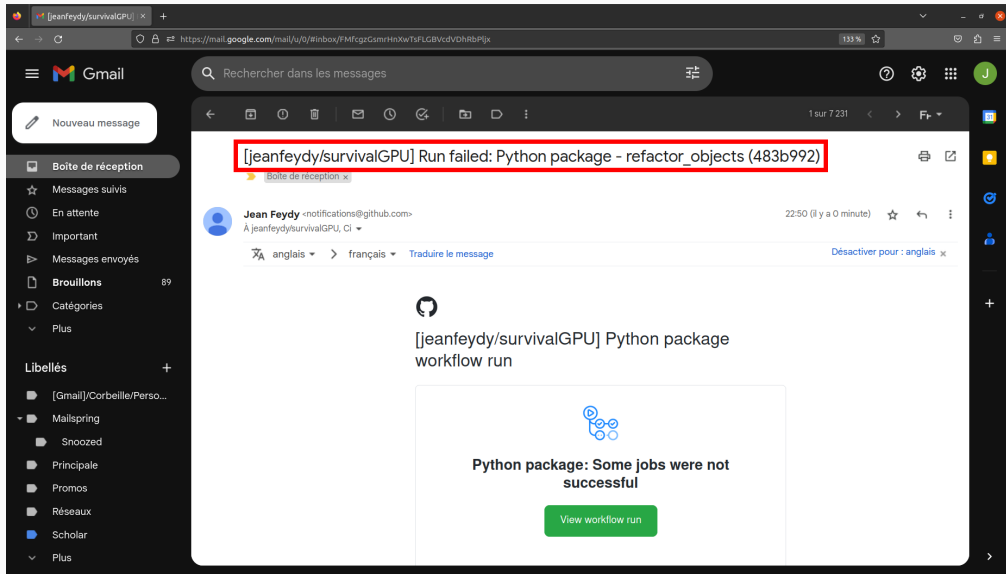 [jeanfeydy/survivalGPU] ×
+
https://mail.google.com/mail/u/0/#inbox/FMfcgzGsmrHnXwTsFLGBVcdVDhRbPljx
133 %
Gmail
Rechercher dans les messages
J
Nouveau message
1 sur 7 231
Boîte de réception
Messages suivis
En attente
Important
Messages envoyés
Brouillons 89
Catégories
Plus
Libellés +
[Gmail]/Corbeille/Perso...
Mailspring
Snoozed
Principale
Promos
Réseaux
Scholar
Plus
[jeanfeydy/survivalGPU] Run failed: Python package - refactor_objects (483b992)
Boîte de réception ×
Jean Feydy <notifications@github.com>
22:50 (il y a 0 minute)
À jeanfeydy/survivalGPU, Ci
anglais > français Traduire le message
Désactiver pour : anglais ×
[jeanfeydy/survivalGPU] Python package
workflow run
Python package: Some jobs were not
successful
View workflow run
31